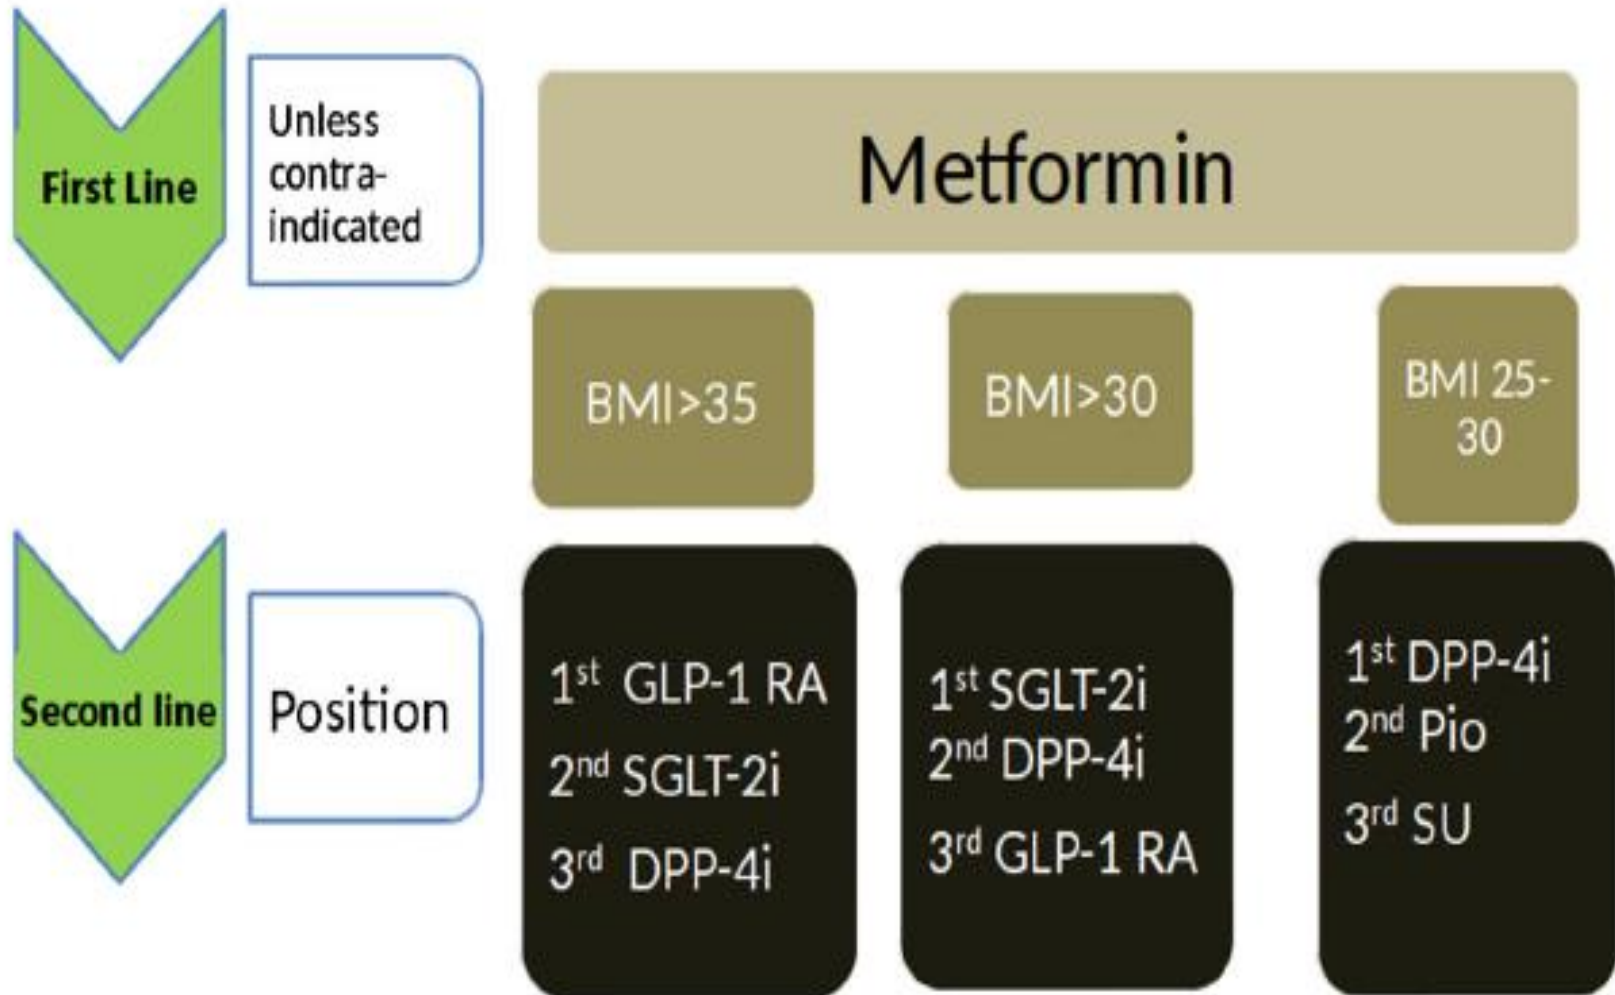 First Line
Unless
contra-
indicated
Metformin
BMI>35
BMI>30
BMI 25-
30
Second line
Position
1st GLP-1 RA
2nd SGLT-2i
3rd DPP-4i
1st SGLT-2i
2nd DPP-4i
3rd GLP-1 RA
1st DPP-4i
2nd Pio
3rd SU